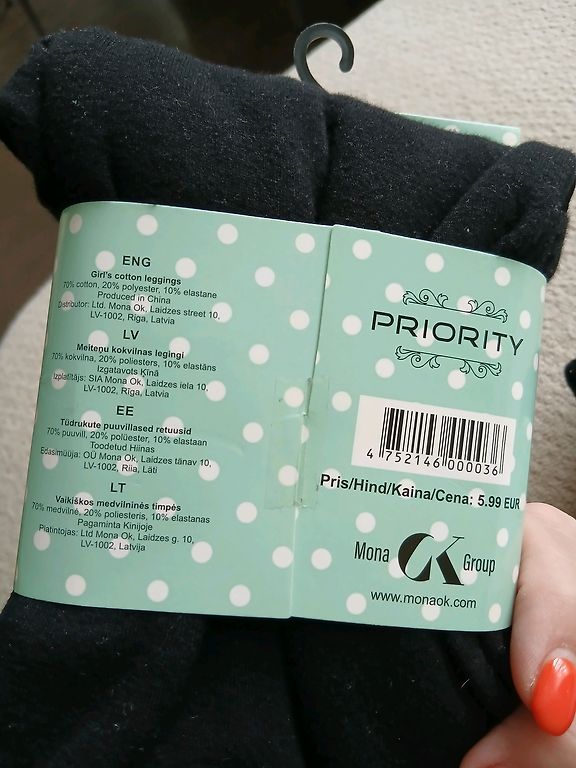 ENG
Girl's cotton leggings
70% cotton, 20% polyester, 10% elastane
Produced in China
Distributor: Ltd. Mona Ok, Laidzes street 10,
LV-1002, Riga, Latvia
LV
Meiteņu kokvilnas legingi
70% kokvilna, 20% poliesters, 10% elastāns
Izgatavots Ķīnā
Izplatītājs: SIA Mona Ok, Laidzes iela 10,
LV-1002, Rīga, Latvia
EE
Tüdrukute puuvillased retuusid
70% puuvill, 20% polüester, 10% elastaan
Toodetud Hiinas
Edasimüüja: OÜ Mona Ok, Laidzes tänav 10,
LV-1002, Riia, Läti
LT
Vaikiškos medvilninės timpės
70% medvilnė, 20% poliesteris, 10% elastanas
Pagaminta Kinijoje
Platintojas: Ltd Mona Ok, Laidzes g. 10,
LV-1002, Latvija
PRIORITY
4 752146 000036
Pris/Hind/Kaina/Cena: 5.99 EUR
Mona OK Group
www.monaok.com